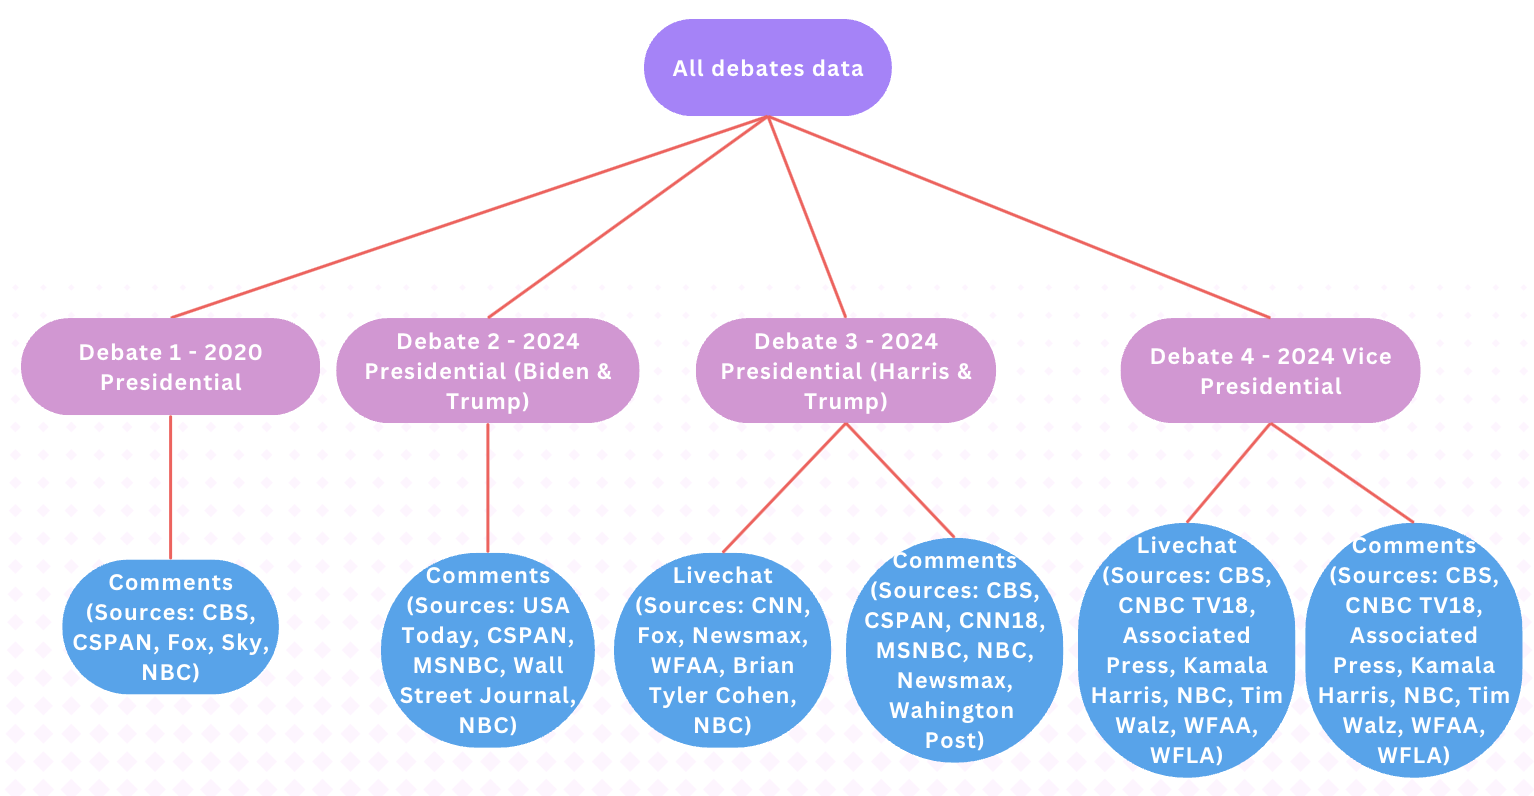 All debates data
Debate 1 - 2020
Presidential
Debate 2 - 2024
Presidential (Biden &
Trump)
Debate 3 - 2024
Presidential (Harris &
Trump)
Debate 4 - 2024 Vice
Presidential
Comments
(Sources: CBS,
CSPAN, Fox, Sky,
NBC)
Comments
(Sources: USA
Today, CSPAN,
MSNBC, Wall
Street Journal,
NBC)
Livechat
(Sources: CNN,
Fox, Newsmax,
WFAA, Brian
Tyler Cohen,
NBC)
Comments
(Sources: CBS,
CSPAN, CNN18,
MSNBC, NBC,
Newsmax,
Wahington
Post)
Livechat
(Sources: CBS,
CNBC TV18,
Associated
Press, Kamala
Harris, NBC, Tim
Walz, WFAA,
WFLA)
Comments
(Sources: CBS,
CNBC TV18,
Associated
Press, Kamala
Harris, NBC, Tim
Walz, WFAA,
WFLA)